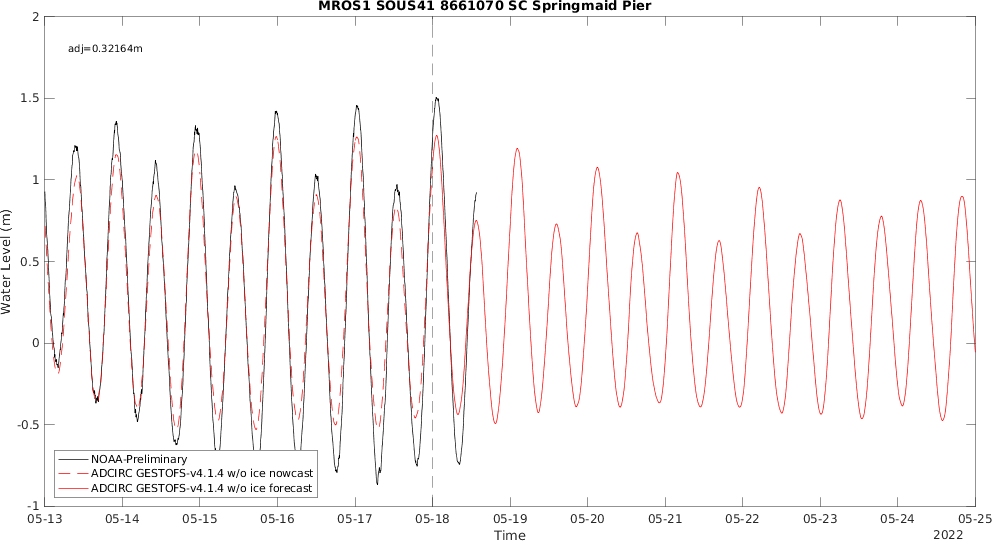 MROS1 SOUS41 8661070 SC Springmaid Pier
adj=0.32164m
Water Level (m)
2
1.5
1
0.5
0
-0.5
-1
NOAA-Preliminary
ADCIRC GESTOFS-v4.1.4 w/o ice nowcast
ADCIRC GESTOFS-v4.1.4 w/o ice forecast
05-13 05-14 05-15 05-16 05-17 05-18 05-19 05-20 05-21 05-22 05-23 05-24 05-25
Time
2022